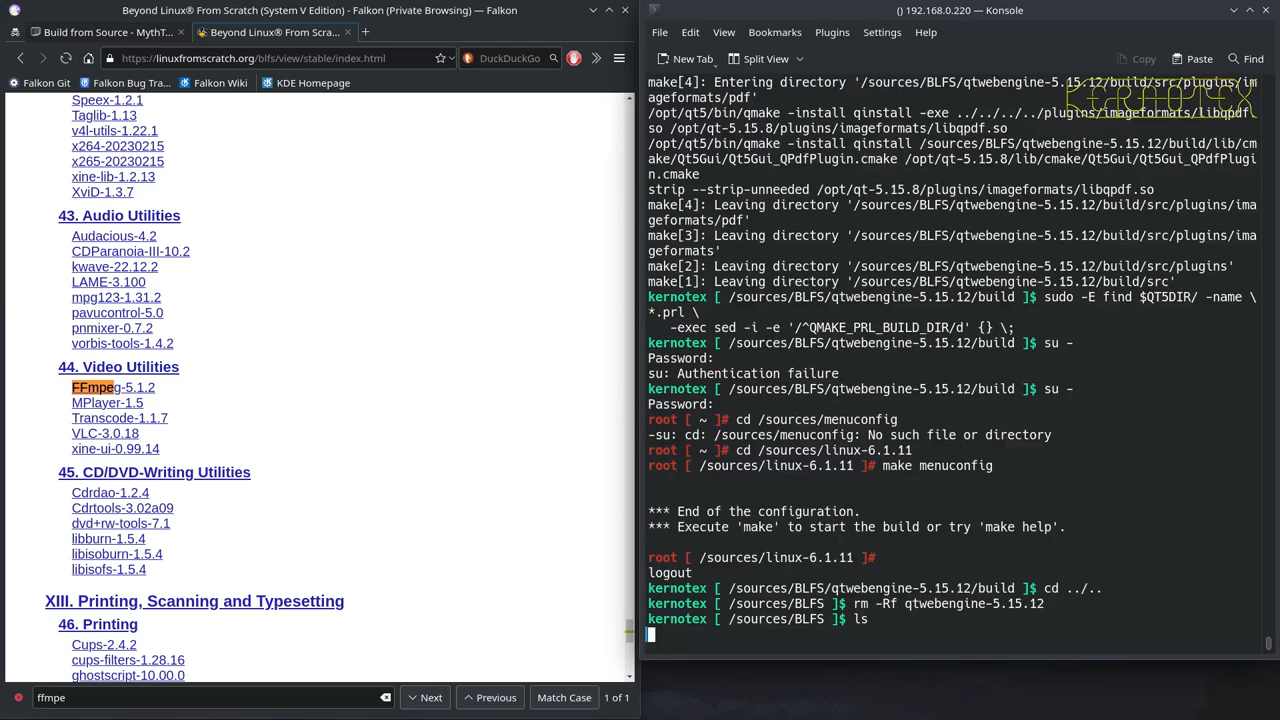 Beyond Linux® From Scratch (System V Edition) - Falkon (Private Browsing) — Falkon
Build from Source - MythT...
Beyond Linux® From Scra...
https://linuxfromscratch.org/blfs/view/stable/index.html
DuckDuckGo
Falkon Git
Falkon Bug Tra...
Falkon Wiki
KDE Homepage
Speex-1.2.1
Taglib-1.13
v4l-utils-1.22.1
x264-20230215
x265-20230215
xine-lib-1.2.13
XviD-1.3.7
43. Audio Utilities
Audacious-4.2
CDParanoia-III-10.2
kwave-22.12.2
LAME-3.100
mpg123-1.31.2
pavucontrol-5.0
pnmixer-0.7.2
vorbis-tools-1.4.2
44. Video Utilities
FFmpeg-5.1.2
MPlayer-1.5
Transcode-1.1.7
VLC-3.0.18
xine-ui-0.99.14
45. CD/DVD-Writing Utilities
Cdrdao-1.2.4
Cdrtools-3.02a09
dvd+rw-tools-7.1
libburn-1.5.4
libisoburn-1.5.4
libisofs-1.5.4
XIII. Printing, Scanning and Typesetting
46. Printing
Cups-2.4.2
cups-filters-1.28.16
ghostscript-10.00.0
ffmpe
Next
Previous
Match Case
1 of 1
() 192.168.0.220 — Konsole
File Edit View Bookmarks Plugins Settings Help
New Tab
Split View
Copy
Paste
Find
KERNOTEX
make[4]: Entering directory '/sources/BLFS/qtwebengine-5.15.12/build/src/plugins/im
ageformats/pdf'
/opt/qt5/bin/qmake -install qinstall -exe ../../../../plugins/imageformats/libqpdf.
so /opt/qt-5.15.8/plugins/imageformats/libqpdf.so
/opt/qt5/bin/qmake -install qinstall /sources/BLFS/qtwebengine-5.15.12/build/lib/cm
ake/Qt5Gui/Qt5Gui_QPdfPlugin.cmake /opt/qt-5.15.8/lib/cmake/Qt5Gui/Qt5Gui_QPdfPlugi
n.cmake
strip --strip-unneeded /opt/qt-5.15.8/plugins/imageformats/libqpdf.so
make[4]: Leaving directory '/sources/BLFS/qtwebengine-5.15.12/build/src/plugins/ima
geformats/pdf'
make[3]: Leaving directory '/sources/BLFS/qtwebengine-5.15.12/build/src/plugins/ima
geformats'
make[2]: Leaving directory '/sources/BLFS/qtwebengine-5.15.12/build/src/plugins'
make[1]: Leaving directory '/sources/BLFS/qtwebengine-5.15.12/build/src'
kernotex [ /sources/BLFS/qtwebengine-5.15.12/build ]$ sudo -E find $QT5DIR/ -name \
*.prl \
-exec sed -i -e '/^QMAKE_PRL_BUILD_DIR/d' {} \;
kernotex [ /sources/BLFS/qtwebengine-5.15.12/build ]$ su -
Password:
su: Authentication failure
kernotex [ /sources/BLFS/qtwebengine-5.15.12/build ]$ su -
Password:
root [ ~ ]# cd /sources/menuconfig
-su: cd: /sources/menuconfig: No such file or directory
root [ ~ ]# cd /sources/linux-6.1.11
root [ /sources/linux-6.1.11 ]# make menuconfig
*** End of the configuration.
*** Execute 'make' to start the build or try 'make help'.
root [ /sources/linux-6.1.11 ]#
logout
kernotex [ /sources/BLFS/qtwebengine-5.15.12/build ]$ cd ../..
kernotex [ /sources/BLFS ]$ rm -Rf qtwebengine-5.15.12
kernotex [ /sources/BLFS ]$ ls